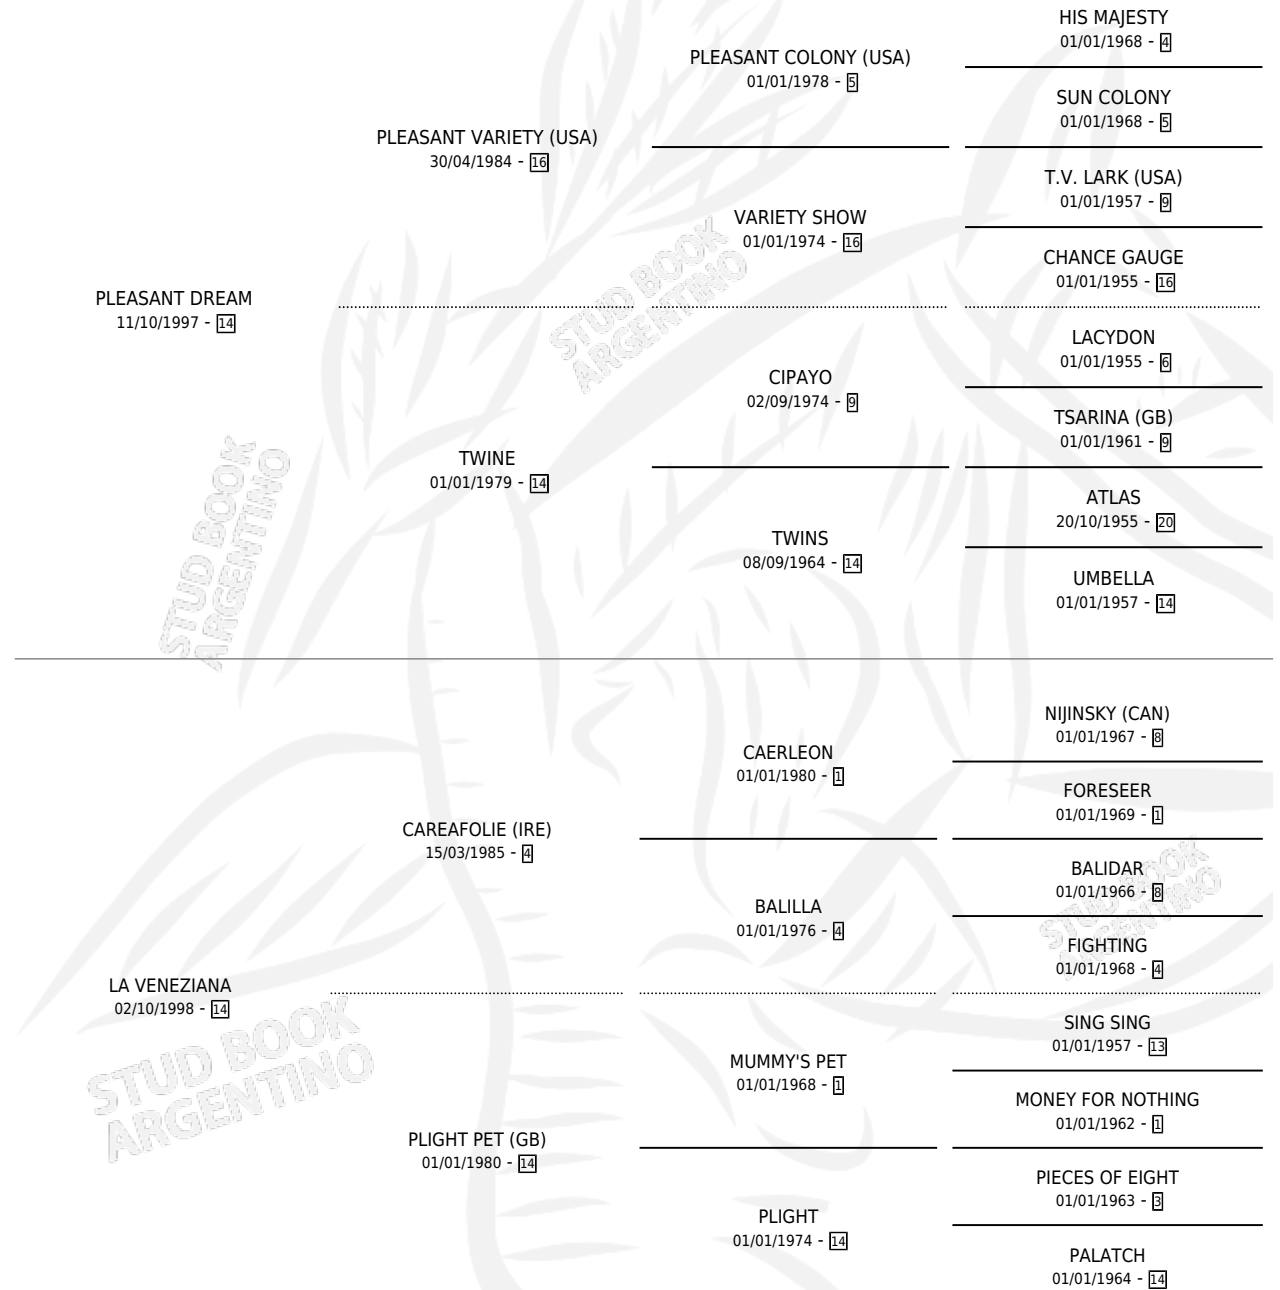 HIS MAJESTY
01/01/1968 - 4
PLEASANT COLONY (USA)
01/01/1978 - 5
SUN COLONY
01/01/1968 - 5
PLEASANT VARIETY (USA)
30/04/1984 - 16
T.V. LARK (USA)
01/01/1957 - 9
VARIETY SHOW
01/01/1974 - 16
CHANCE GAUGE
01/01/1955 - 16
PLEASANT DREAM
11/10/1997 - 14
LACYDON
01/01/1955 - 6
CIPAYO
02/09/1974 - 9
TSARINA (GB)
01/01/1961 - 9
TWINE
01/01/1979 - 14
ATLAS
20/10/1955 - 20
TWINS
08/09/1964 - 14
UMBELLA
01/01/1957 - 14
STUD BOOK
ARGENTINO
STUD BOOK
ARGENTINO
NIJINSKY (CAN)
01/01/1967 - 8
CAERLEON
01/01/1980 - 1
FORESEER
01/01/1969 - 1
CAREAFOLIE (IRE)
15/03/1985 - 4
BALIDAR
01/01/1966 - 8
BALILLA
01/01/1976 - 4
FIGHTING
01/01/1968 - 4
LA VENEZIANA
02/10/1998 - 14
SING SING
01/01/1957 - 13
MUMMY'S PET
01/01/1968 - 1
MONEY FOR NOTHING
01/01/1962 - 1
PLIGHT PET (GB)
01/01/1980 - 14
PIECES OF EIGHT
01/01/1963 - 3
PLIGHT
01/01/1974 - 14
PALATCH
01/01/1964 - 14
STUD BOOK
ARGENTINO
STUD BOOK
ARGENTINO